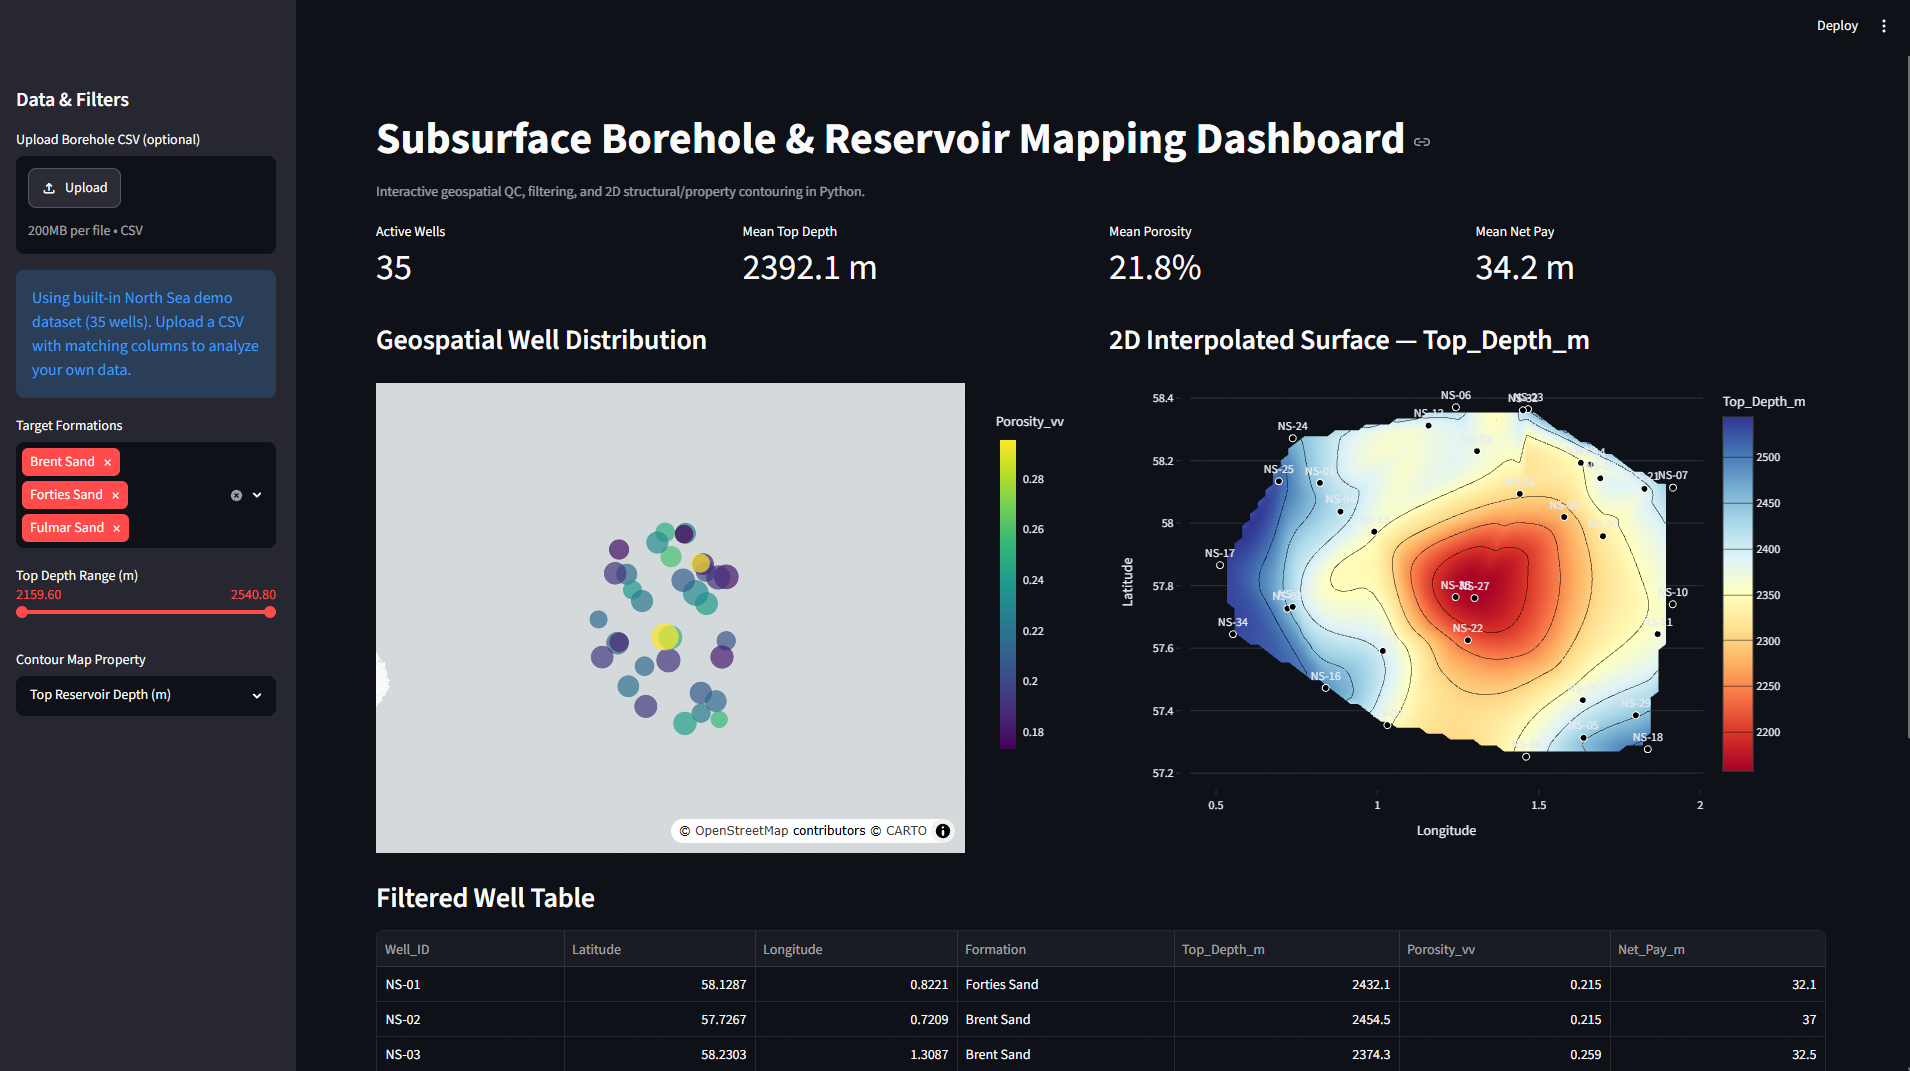 Deploy
Data & Filters
Upload Borehole CSV (optional)
Upload
200MB per file • CSV
Using built-in North Sea demo
dataset (35 wells). Upload a CSV
with matching columns to analyze
your own data.
Target Formations
Brent Sand ×
Forties Sand ×
Fulmar Sand ×
Top Depth Range (m)
2159.60 2540.80
Contour Map Property
Top Reservoir Depth (m)
Subsurface Borehole & Reservoir Mapping Dashboard
Interactive geospatial QC, filtering, and 2D structural/property contouring in Python.
Active Wells
35
Mean Top Depth
2392.1 m
Mean Porosity
21.8%
Mean Net Pay
34.2 m
Geospatial Well Distribution
Porosity_vv
0.28
0.26
0.24
0.22
0.2
0.18
© OpenStreetMap contributors © CARTO
2D Interpolated Surface — Top_Depth_m
Top_Depth_m
2500
2450
2400
2350
2300
2250
2200
Latitude
58.4
58.2
58
57.8
57.6
57.4
57.2
NS-06
NS-24
NS-25
NS-07
NS-17
NS-27
NS-10
NS-34
NS-22
NS-16
NS-29
NS-05
NS-18
0.5 1 1.5 2
Longitude
Filtered Well Table
Well_ID Latitude Longitude Formation Top_Depth_m Porosity_vv Net_Pay_m
NS-01 58.1287 0.8221 Forties Sand 2432.1 0.215 32.1
NS-02 57.7267 0.7209 Brent Sand 2454.5 0.215 37
NS-03 58.2303 1.3087 Brent Sand 2374.3 0.259 32.5